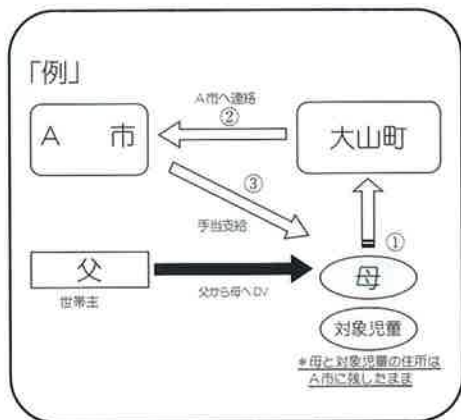 「例」
A市へ連絡
②
A 市
大山町
③
手当支給
①
父
母
世帯主
父から母へDV
対象児童
*母と対象児童の住所は
A市に残したまま